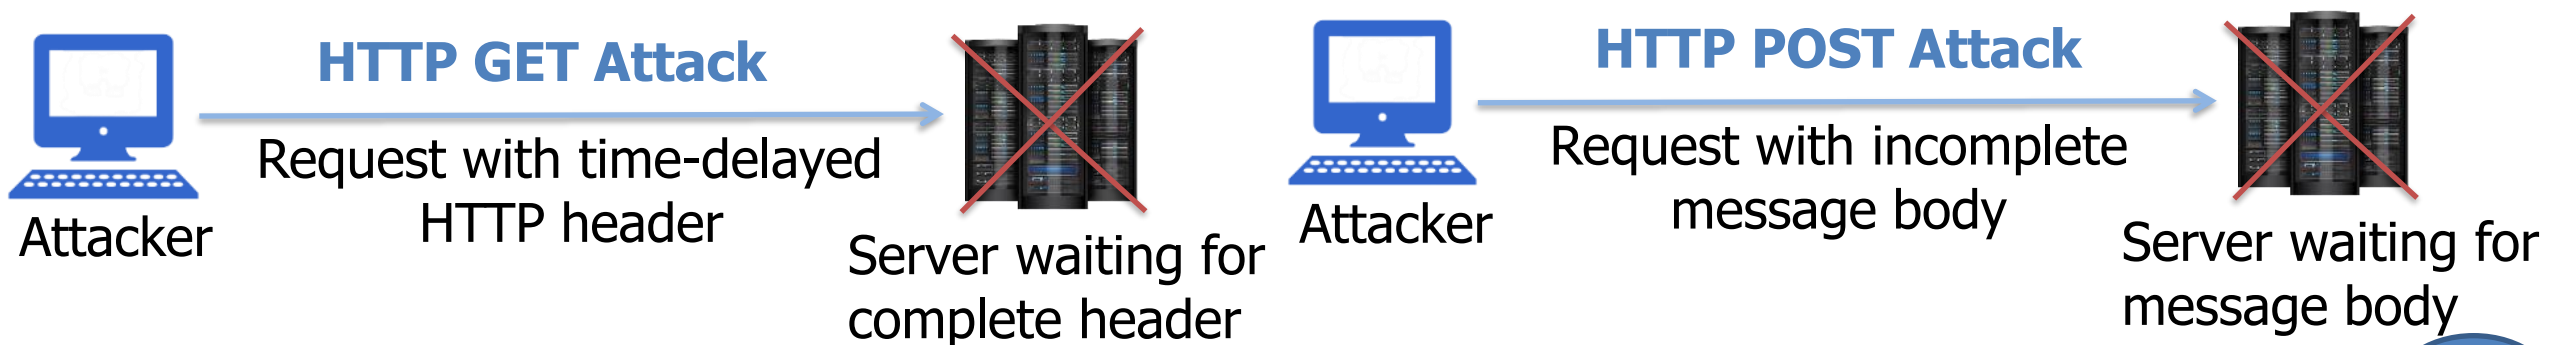 HTTP GET Attack
Request with time-delayed
HTTP header
Attacker
Server waiting for
complete header
HTTP POST Attack
Request with incomplete
message body
Attacker
Server waiting for
message body